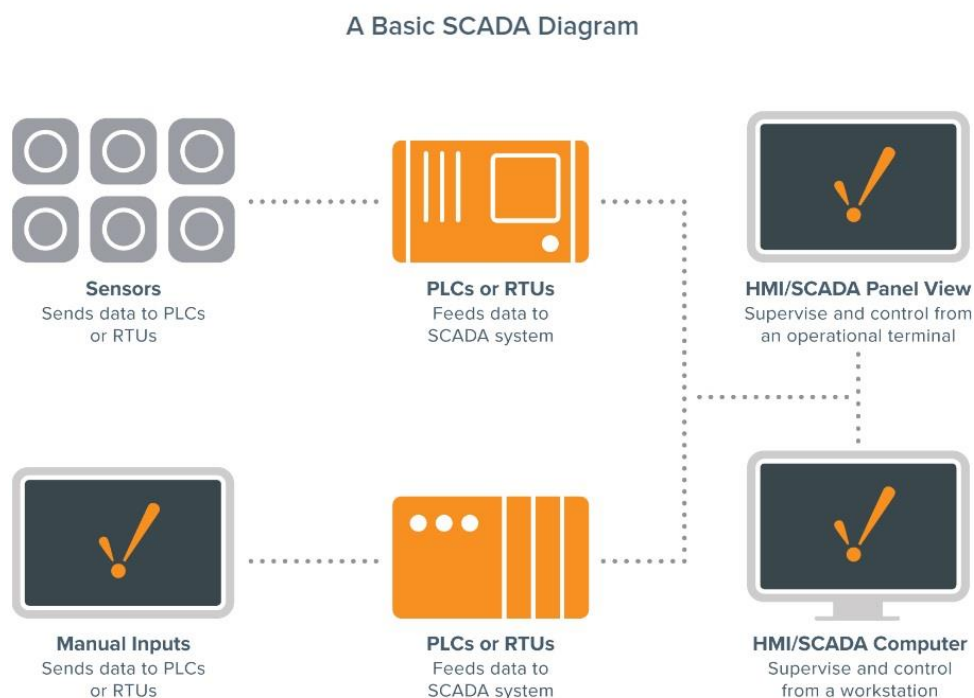 A Basic SCADA Diagram
Sensors
Sends data to PLCs
or RTUs
PLCs or RTUs
Feeds data to
SCADA system
HMI/SCADA Panel View
Supervise and control from
an operational terminal
Manual Inputs
Sends data to PLCs
or RTUs
PLCs or RTUs
Feeds data to
SCADA system
HMI/SCADA Computer
Supervise and control
from a workstation